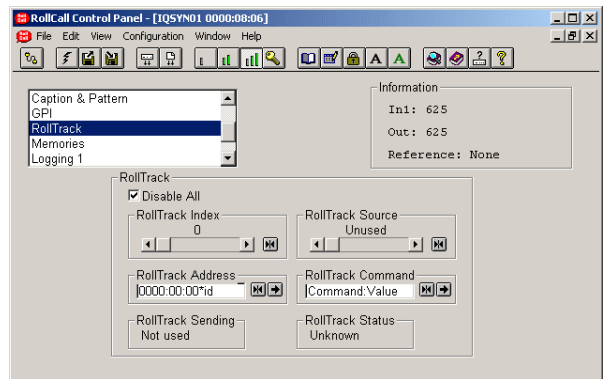 RollCall Control Panel - [IQSYN01 0000:08:06]
File Edit View Configuration Window Help
A A
Caption & Pattern
GPI
RollTrack
Memories
Logging 1
Information
In1: 625
Out: 625
Reference: None
RollTrack
Disable All
RollTrack Index
0
RollTrack Source
Unused
RollTrack Address
0000:00:00*id
RollTrack Command
Command:Value
RollTrack Sending
Not used
RollTrack Status
Unknown